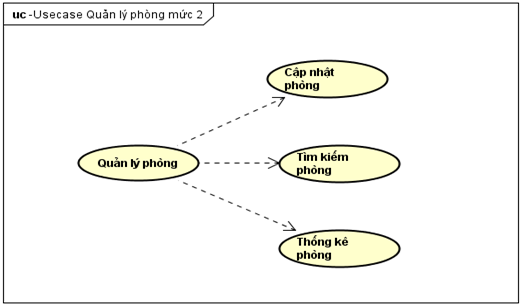 uc -Usecase Quản lý phòng mức 2
Cập nhật
phòng
Quản lý phòng
Tìm kiếm
phòng
Thống kê
phòng